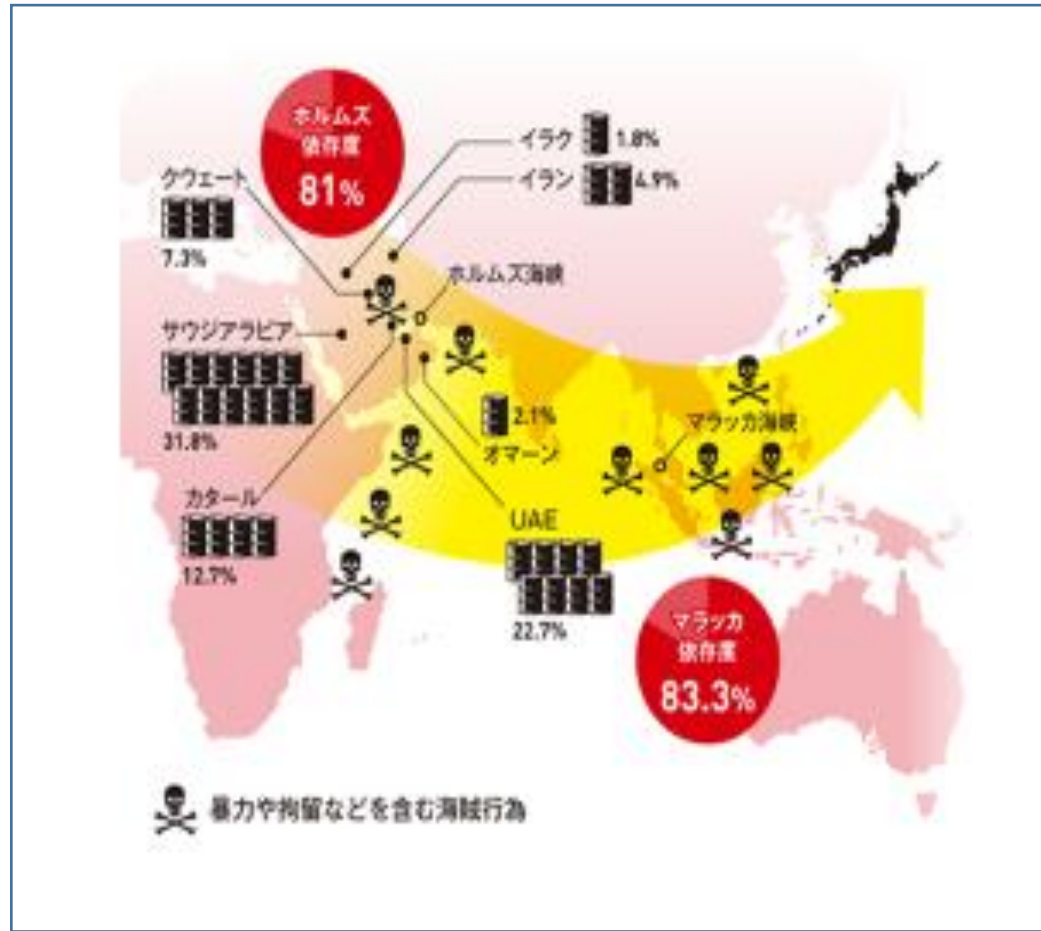 ホルムズ
依存度
81%
イラク
1.8%
イラン
4.9%
クウェート
7.3%
ホルムズ海峡
サウジアラビア
31.8%
2.1%
オマーン
マラッカ海峡
カタール
12.7%
UAE
22.7%
マラッカ
依存度
83.3%
暴力や拘留などを含む海賊行為